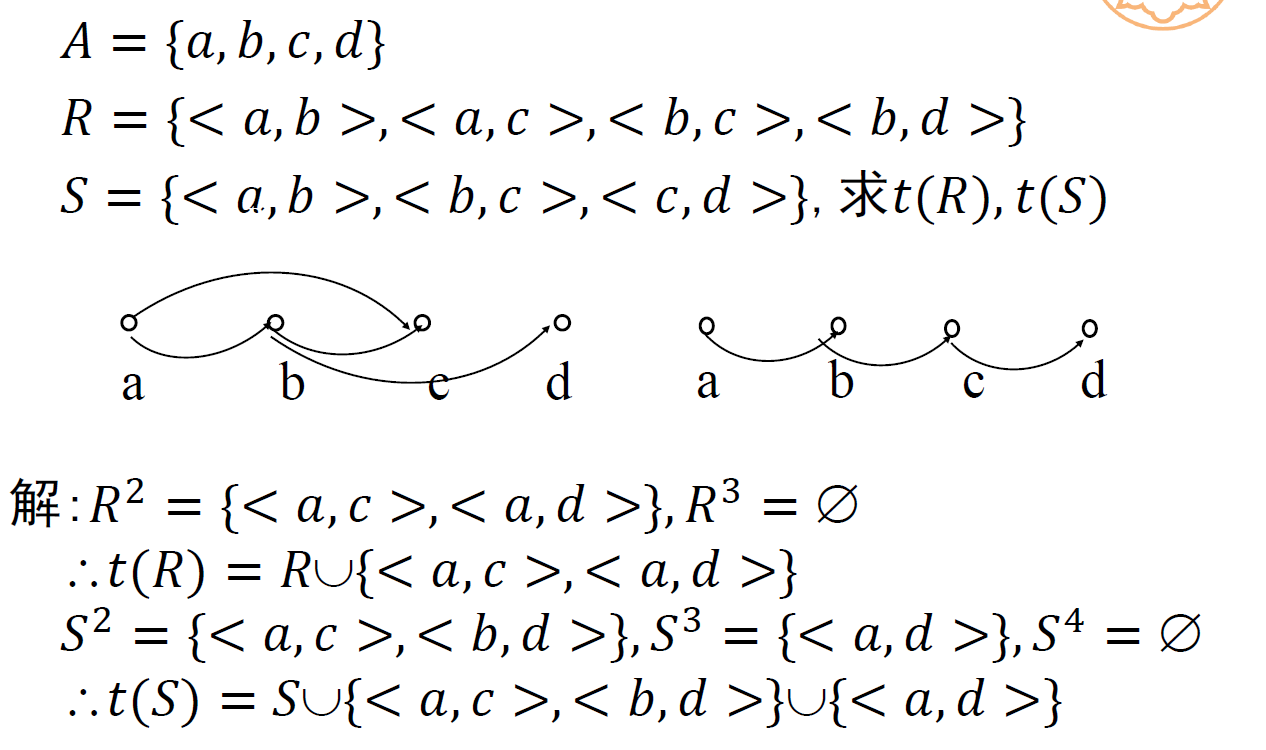 A = {a, b, c, d}
R = {< a, b >, < a, c >, < b, c >, < b, d >}
S = {< a, b >, < b, c >, < c, d >}, 求t(R), t(S)
a b c d a b c d
解:R² = {< a, c >, < a, d >}, R³ = ∅
∴t(R) = R∪{< a, c >, < a, d >}
S² = {< a, c >, < b, d >}, S³ = {< a, d >}, S⁴ = ∅
∴t(S) = S∪{< a, c >, < b, d >}∪{< a, d >}